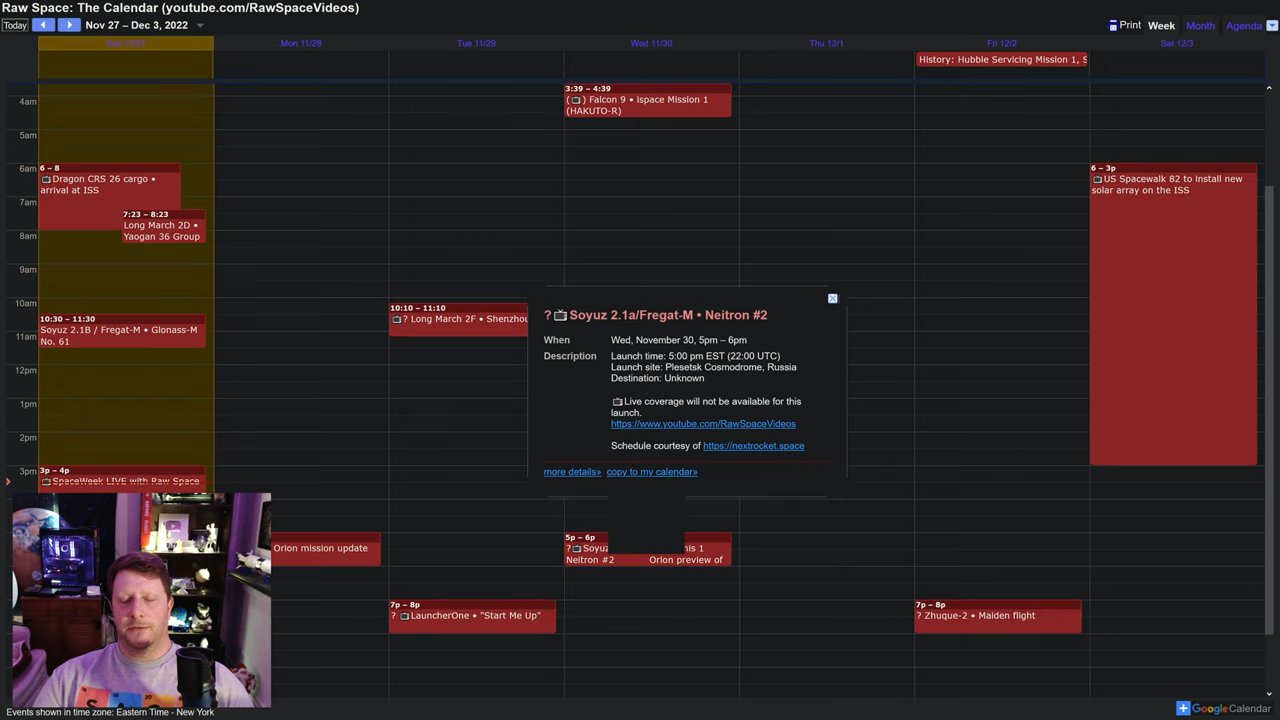 Raw Space: The Calendar (youtube.com/RawSpaceVideos)
Today
Nov 27 – Dec 3, 2022
Print
Week
Month
Agenda
Sun 11/27
Mon 11/28
Tue 11/29
Wed 11/30
Thu 12/1
Fri 12/2
Sat 12/3
History: Hubble Servicing Mission 1, S
4am
5am
6am
7am
8am
9am
10am
11am
12pm
1pm
2pm
3pm
6 – 8
Dragon CRS 26 cargo •
arrival at ISS
7:23 – 8:23
Long March 2D •
Yaogan 36 Group
10:30 – 11:30
Soyuz 2.1B / Fregat-M • Glonass-M
No. 61
3p – 4p
SpaceWeek LIVE with Raw Space
Orion mission update
10:10 – 11:10
? Long March 2F • Shenzhou
7p – 8p
? LauncherOne • "Start Me Up"
3:39 – 4:39
( ) Falcon 9 • ispace Mission 1
(HAKUTO-R)
? Soyuz 2.1a/Fregat-M • Neitron #2
When
Wed, November 30, 5pm – 6pm
Description
Launch time: 5:00 pm EST (22:00 UTC)
Launch site: Plesetsk Cosmodrome, Russia
Destination: Unknown
Live coverage will not be available for this
launch.
https://www.youtube.com/RawSpaceVideos
Schedule courtesy of https://nextrocket.space
more details» copy to my calendar»
5p – 6p
? Soyuz
nis 1
Neitron #2
Orion preview of
7p – 8p
? Zhuque-2 • Maiden flight
6 – 3p
US Spacewalk 82 to install new
solar array on the ISS
Events shown in time zone: Eastern Time - New York
GoogleCalendar